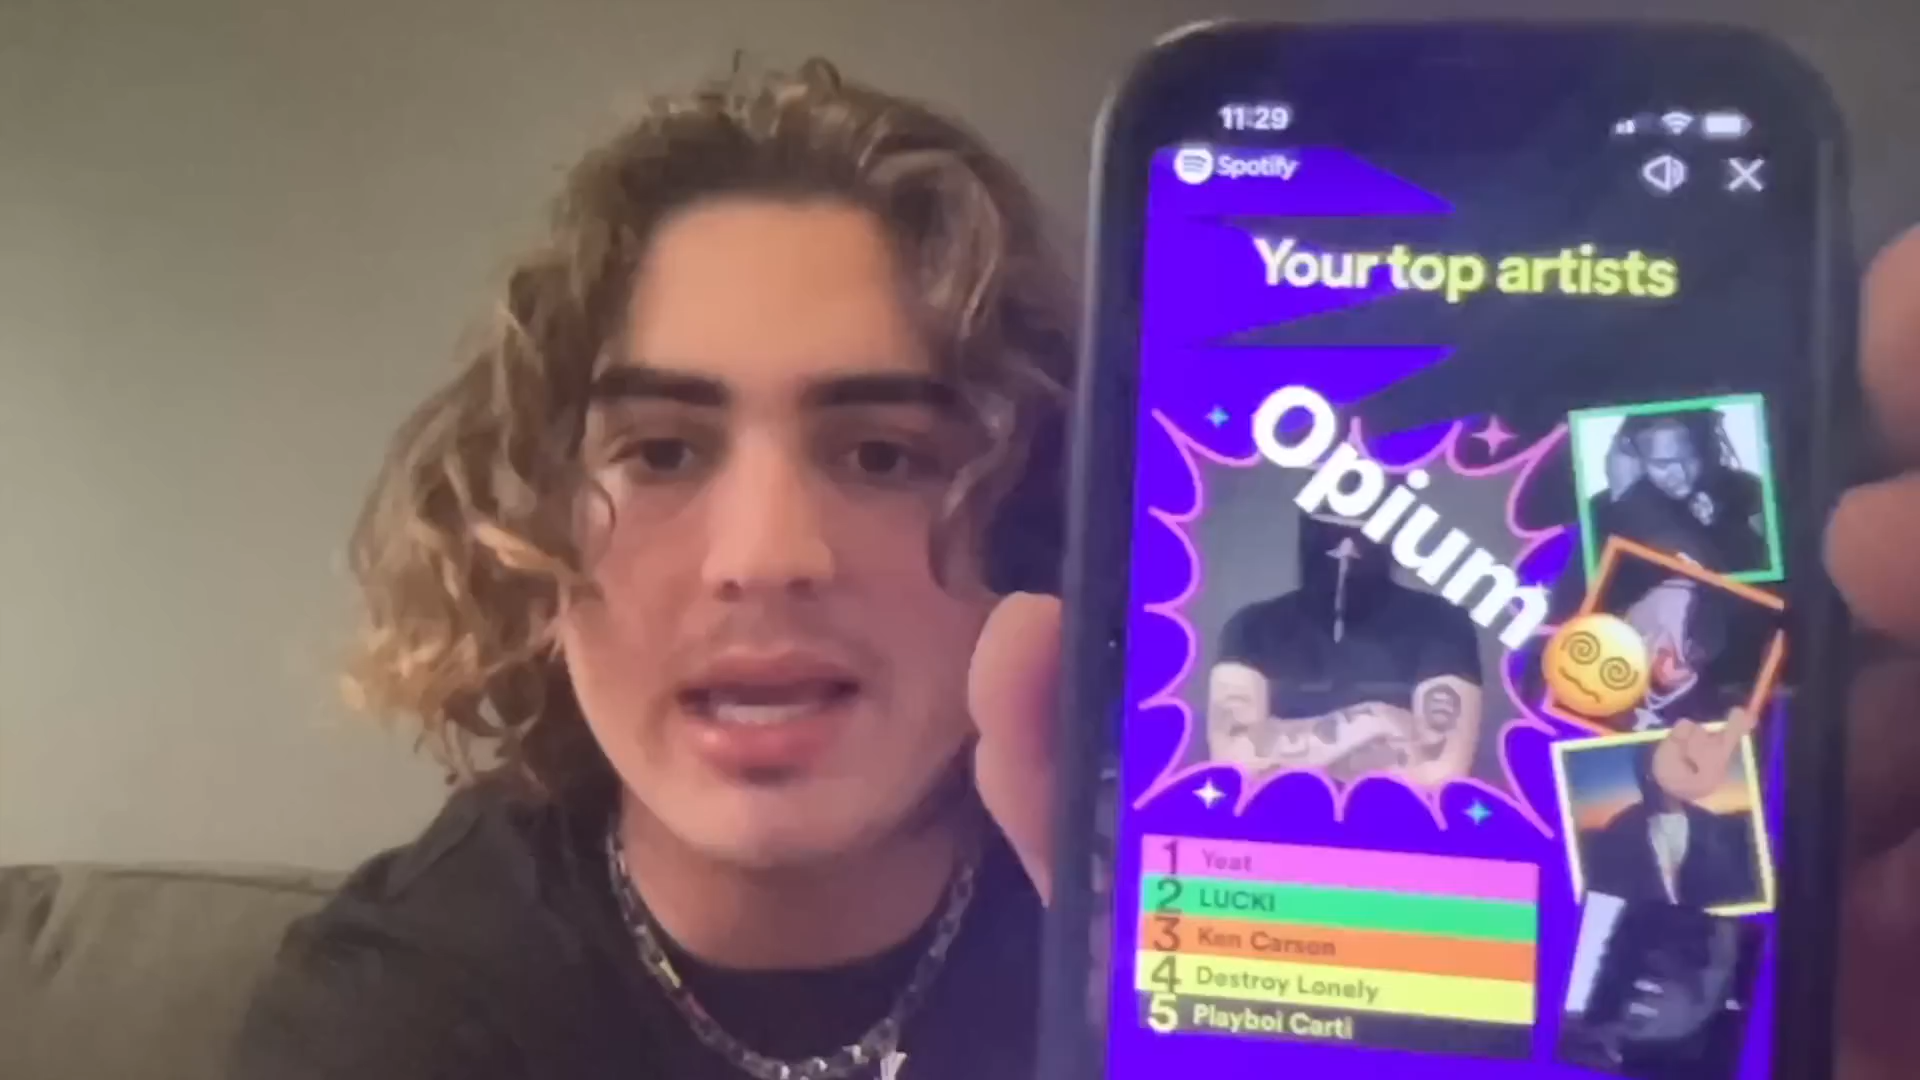 11:29
Spotify
Your top artists
Opium
1 Yeat
2 LUCKI
3 Ken Carson
4 Destroy Lonely
5 Playboi Carti